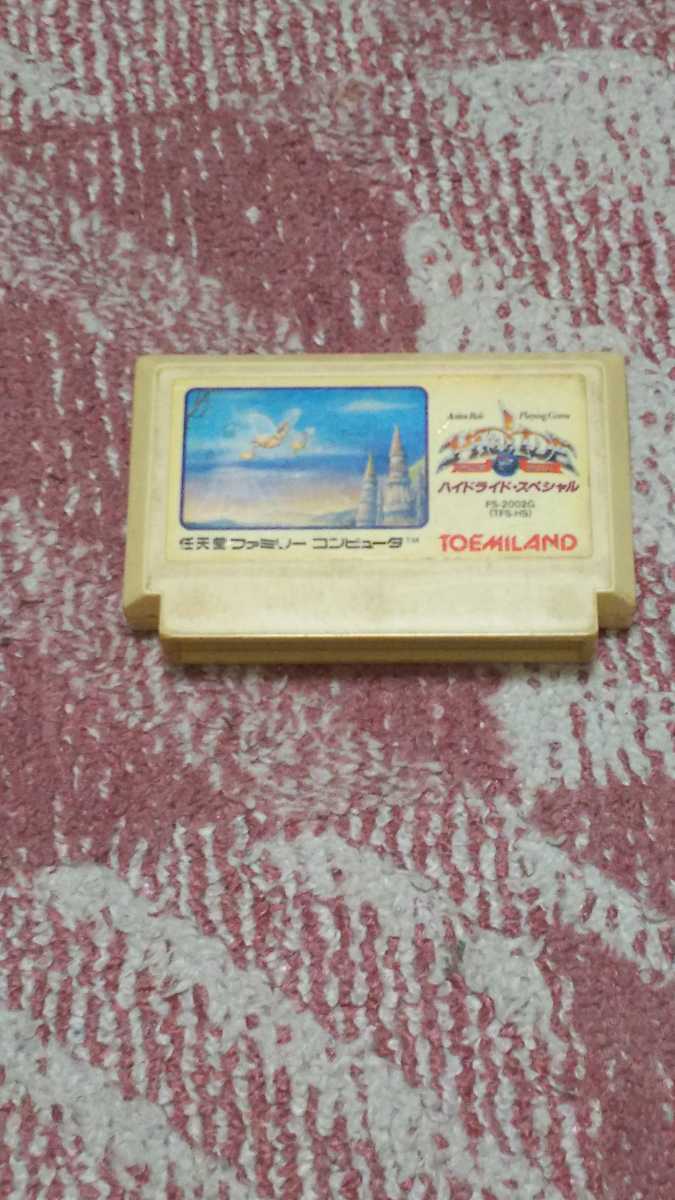 Action Role Playing Game
HYDLIDE
ハイドライド・スペシャル
FS-2002G
(TFS-HS)
任天堂 ファミリー コンピュータ™
TOEMILAND